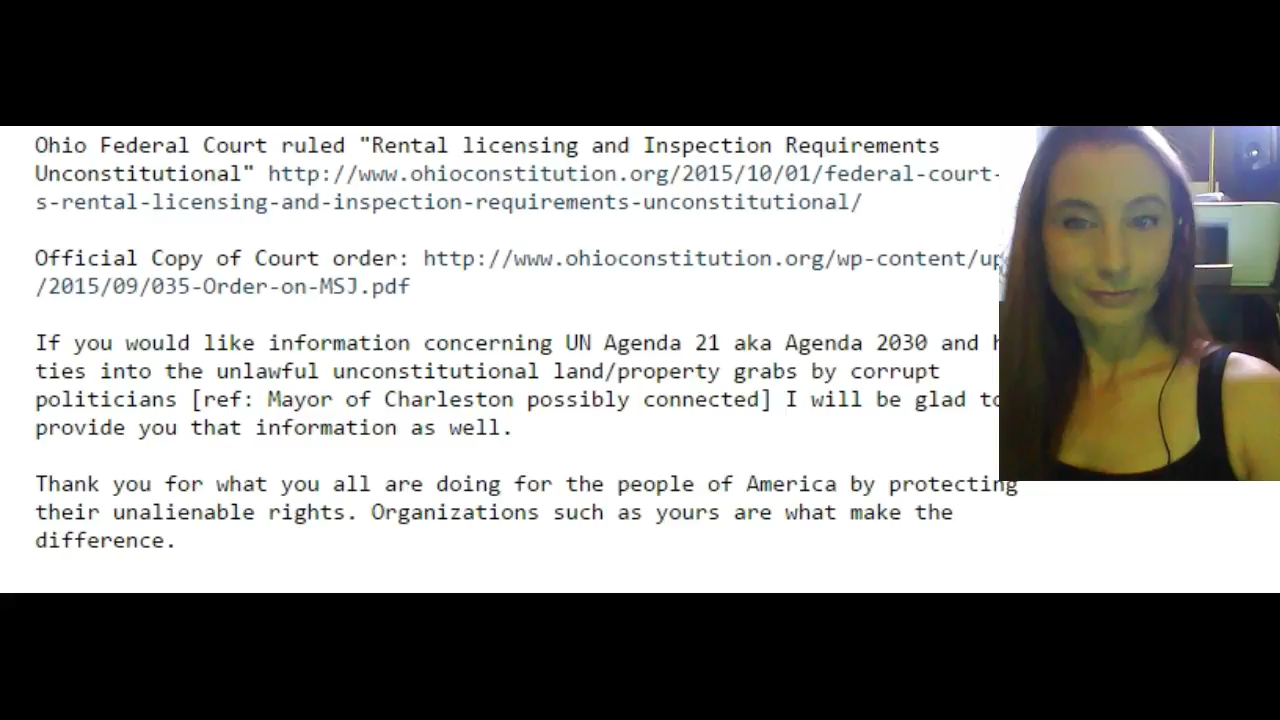 Ohio Federal Court ruled "Rental licensing and Inspection Requirements
Unconstitutional" http://www.ohioconstitution.org/2015/10/01/federal-court-
s-rental-licensing-and-inspection-requirements-unconstitutional/
Official Copy of Court order: http://www.ohioconstitution.org/wp-content/up
/2015/09/035-Order-on-MSJ.pdf
If you would like information concerning UN Agenda 21 aka Agenda 2030 and
ties into the unlawful unconstitutional land/property grabs by corrupt
politicians [ref: Mayor of Charleston possibly connected] I will be glad to
provide you that information as well.
Thank you for what you all are doing for the people of America by protecting
their unalienable rights. Organizations such as yours are what make the
difference.